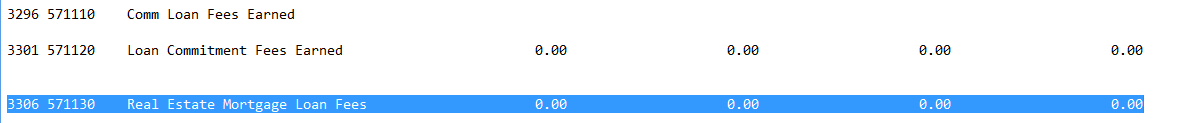 3296 571110    Comm Loan Fees Earned
3301 571120    Loan Commitment Fees Earned                        0.00                    0.00                    0.00                    0.00
3306 571130    Real Estate Mortgage Loan Fees                     0.00                    0.00                    0.00                    0.00